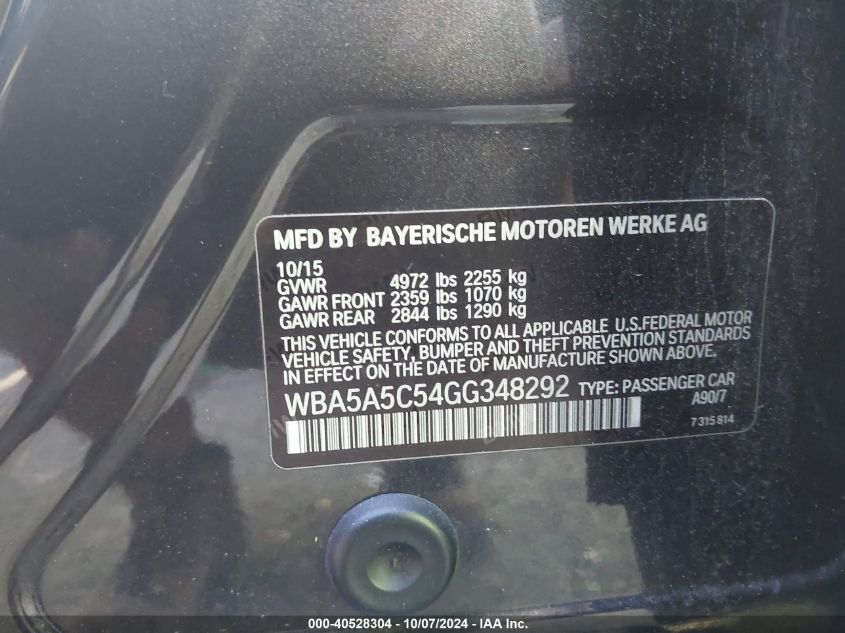 MFD BY BAYERISCHE MOTOREN WERKE AG
10/15
GVWR 4972 lbs 2255 kg
GAWR FRONT 2359 lbs 1070 kg
GAWR REAR 2844 lbs 1290 kg
THIS VEHICLE CONFORMS TO ALL APPLICABLE U.S.FEDERAL MOTOR
VEHICLE SAFETY, BUMPER AND THEFT PREVENTION STANDARDS
IN EFFECT ON THE DATE OF MANUFACTURE SHOWN ABOVE.
WBA5A5C54GG348292 TYPE: PASSENGER CAR
A90/7
7 315 814
000-40528304 - 10/07/2024 - IAA Inc.